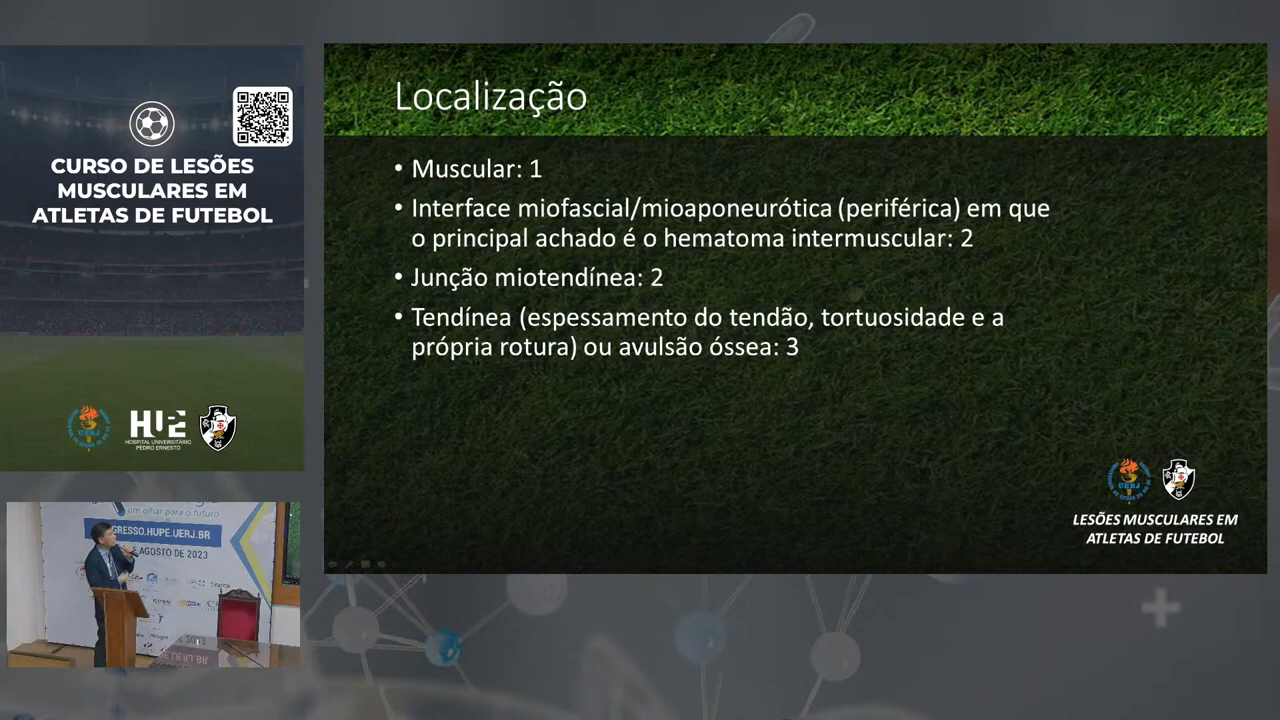 CURSO DE LESÕES
MUSCULARES EM
ATLETAS DE FUTEBOL
UERJ
HUPE
HOSPITAL UNIVERSITÁRIO
PEDRO ERNESTO
Localização
• Muscular: 1
• Interface miofascial/mioaponeurótica (periférica) em que
o principal achado é o hematoma intermuscular: 2
• Junção miotendínea: 2
• Tendínea (espessamento do tendão, tortuosidade e a
própria rotura) ou avulsão óssea: 3
UERJ
LESÕES MUSCULARES EM
ATLETAS DE FUTEBOL
um olhar para o futuro
GRESSO.HUPE.UERJ.BR
AGOSTO DE 2023